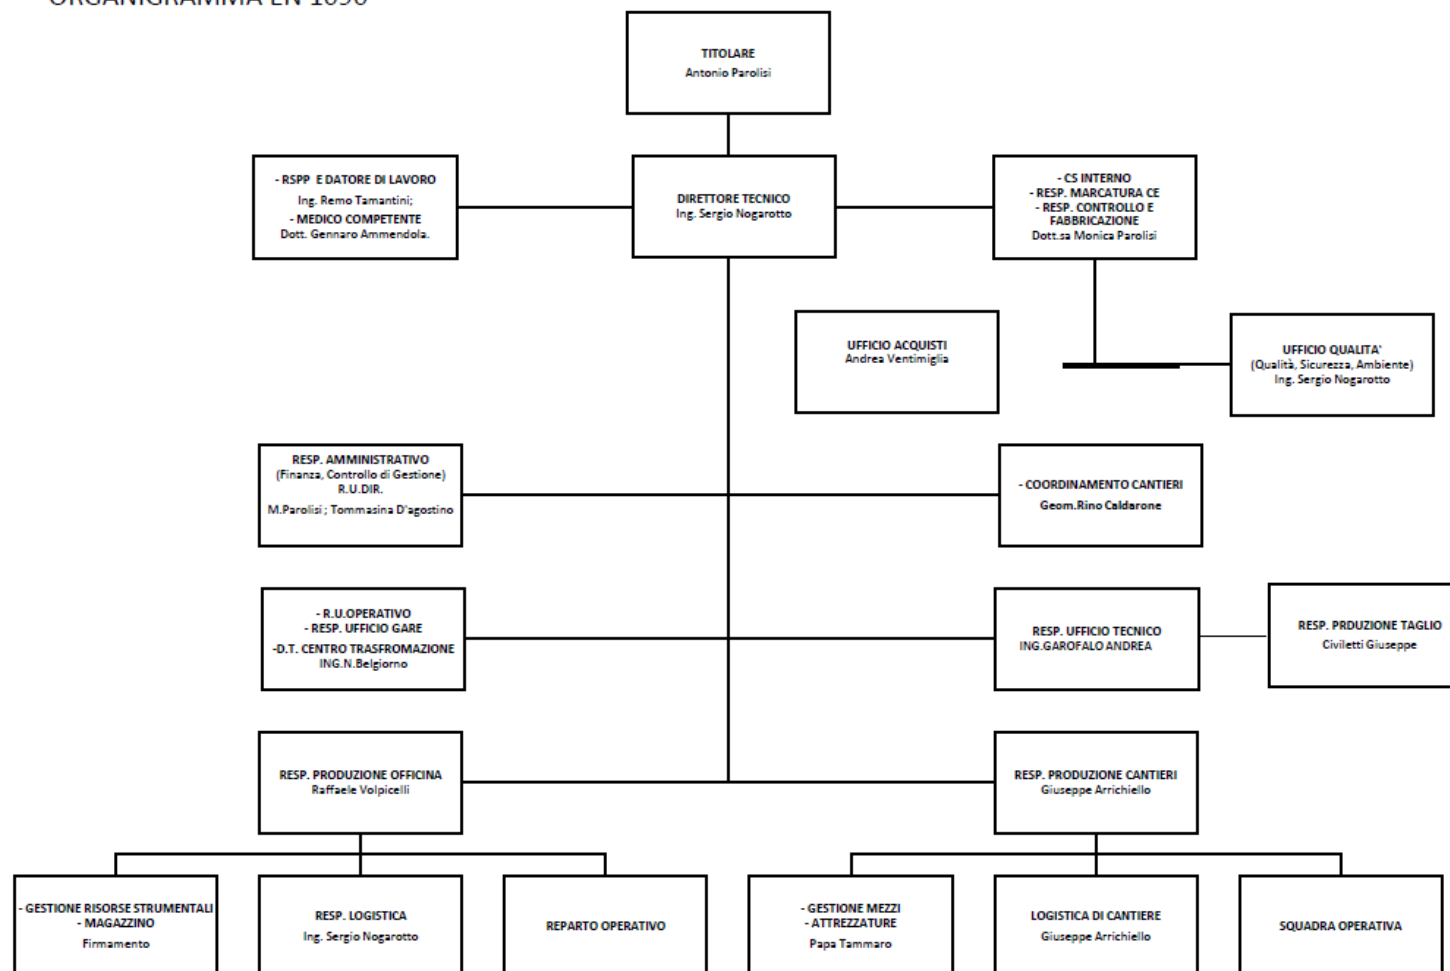 ORGANIGRAMMA EN 1090
TITOLARE
Antonio Parolisi
- RSPP E DATORE DI LAVORO
Ing. Remo Tamantini;
- MEDICO COMPETENTE
Dott. Gennaro Ammendola.
DIRETTORE TECNICO
Ing. Sergio Nogarotto
- CS INTERNO
- RESP. MARCATURA CE
- RESP. CONTROLLO E
FABBRICAZIONE
Dott.sa Monica Parolisi
UFFICIO ACQUISTI
Andrea Ventimiglia
UFFICIO QUALITA'
(Qualità, Sicurezza, Ambiente)
Ing. Sergio Nogarotto
RESP. AMMINISTRATIVO
(Finanza, Controllo di Gestione)
R.U.DIR.
M.Parolisi ; Tommasina D'agostino
- COORDINAMENTO CANTIERI
Geom.Rino Caldarone
- R.U.OPERATIVO
- RESP. UFFICIO GARE
-D.T. CENTRO TRASFROMAZIONE
ING.N.Belgiorno
RESP. UFFICIO TECNICO
ING.GAROFALO ANDREA
RESP. PRDUZIONE TAGLIO
Civiletti Giuseppe
RESP. PRODUZIONE OFFICINA
Raffaele Volpicelli
RESP. PRODUZIONE CANTIERI
Giuseppe Arrichiello
- GESTIONE RISORSE STRUMENTALI
- MAGAZZINO
Firmamento
RESP. LOGISTICA
Ing. Sergio Nogarotto
REPARTO OPERATIVO
- GESTIONE MEZZI
- ATTREZZATURE
Papa Tammaro
LOGISTICA DI CANTIERE
Giuseppe Arrichiello
SQUADRA OPERATIVA